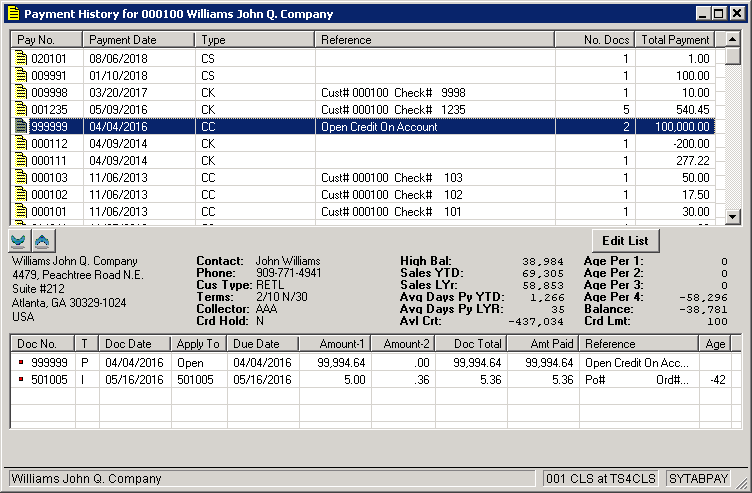 Payment History for 000100 Williams John Q. Company
Pay No. Payment Date Type Reference No. Docs Total Payment
020101 08/06/2018 CS 1 1.00
009991 01/10/2018 CS 1 100.00
009998 03/20/2017 CK Cust# 000100 Check# 9998 1 10.00
001235 05/09/2016 CK Cust# 000100 Check# 1235 5 540.45
999999 04/04/2016 CC Open Credit On Account 2 100,000.00
000112 04/09/2014 CK 1 -200.00
000111 04/09/2014 CK 1 277.22
000103 11/06/2013 CC Cust# 000100 Check# 103 1 50.00
000102 11/06/2013 CC Cust# 000100 Check# 102 1 17.50
000101 11/06/2013 CC Cust# 000100 Check# 101 1 30.00
Edit List
Williams John Q. Company Contact: John Williams High Bal: 38,984 Age Per 1: 0
4479, Peachtree Road N.E. Phone: 909-771-4941 Sales YTD: 69,305 Age Per 2: 0
Suite #212 Cus Type: RETL Sales LYr: 58,853 Age Per 3: 0
Atlanta, GA 30329-1024 Terms: 2/10 N/30 Avg Days Py YTD: 1,266 Age Per 4: -58,296
USA Collector: AAA Avg Days Py LYR: 35 Balance: -38,781
Crd Hold: N Avl Crt: -437,034 Crd Lmt: 100
Doc No. T Doc Date Apply To Due Date Amount-1 Amount-2 Doc Total Amt Paid Reference Age
999999 P 04/04/2016 Open 04/04/2016 99,994.64 .00 99,994.64 99,994.64 Open Credit On Acc...
501005 I 05/16/2016 501005 05/16/2016 5.00 .36 5.36 5.36 Po# Ord#... -42
Williams John Q. Company 001 CLS at TS4CLS SYTABPAY